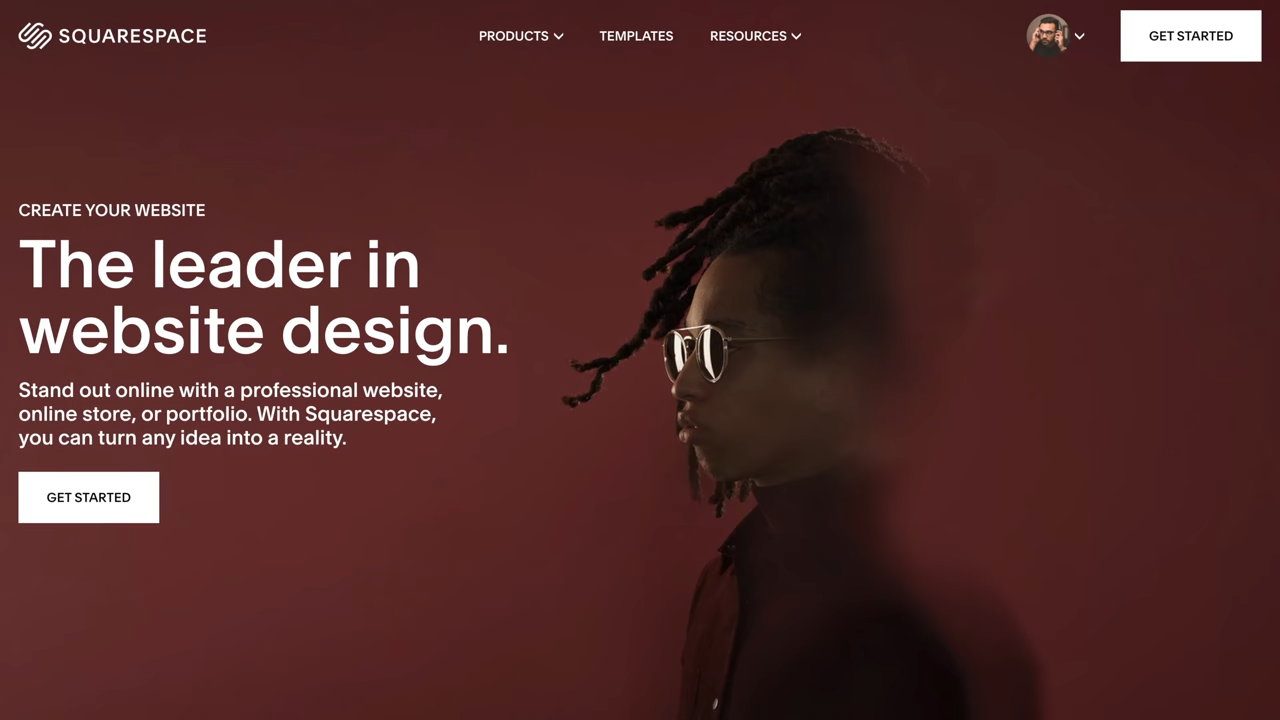 SQUARESPACE
PRODUCTS
TEMPLATES
RESOURCES
GET STARTED
CREATE YOUR WEBSITE
The leader in
website design.
Stand out online with a professional website,
online store, or portfolio. With Squarespace,
you can turn any idea into a reality.
GET STARTED